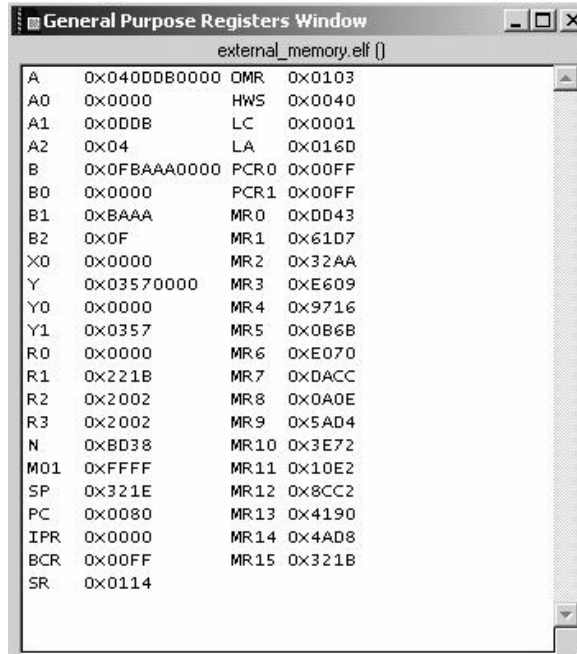 General Purpose Registers Window
external_memory.elf ()
A 0x040DDB0000 OMR 0x0103
A0 0x0000 HWS 0x0040
A1 0x0DDB LC 0x0001
A2 0x04 LA 0x016D
B 0x0FBAAA0000 PCR0 0x00FF
B0 0x0000 PCR1 0x00FF
B1 0xBAAA MR0 0xDD43
B2 0x0F MR1 0x61D7
X0 0x0000 MR2 0x32AA
Y 0x03570000 MR3 0xE609
Y0 0x0000 MR4 0x9716
Y1 0x0357 MR5 0x0B6B
R0 0x0000 MR6 0xE070
R1 0x221B MR7 0xDACC
R2 0x2002 MR8 0x0A0E
R3 0x2002 MR9 0x5AD4
N 0xBD38 MR10 0x3E72
M01 0xFFFF MR11 0x10E2
SP 0x321E MR12 0x8CC2
PC 0x0080 MR13 0x4190
IPR 0x0000 MR14 0x4AD8
BCR 0x00FF MR15 0x321B
SR 0x0114